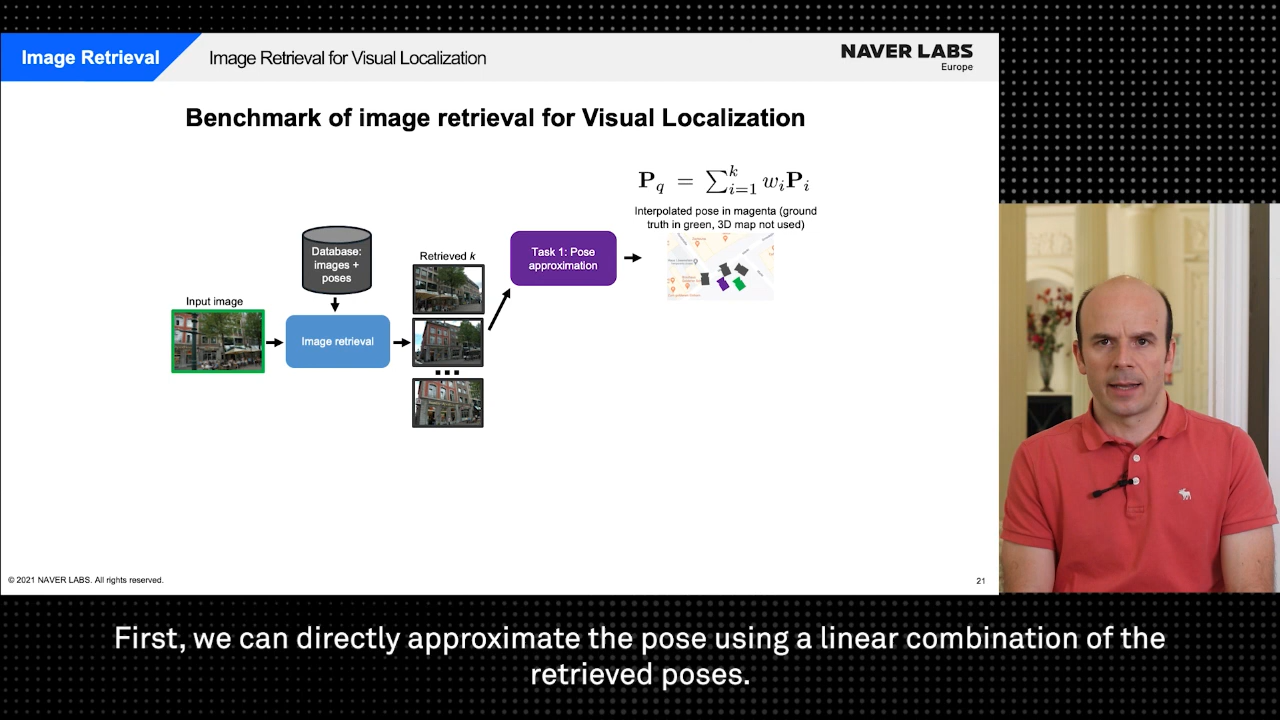 Image Retrieval
Image Retrieval for Visual Localization
NAVER LABS
Europe
Benchmark of image retrieval for Visual Localization
P_q = ∑_{i=1}^{k} w_i P_i
Interpolated pose in magenta (ground
truth in green, 3D map not used)
Database:
images +
poses
Retrieved k
Task 1: Pose
approximation
Input image
Image retrieval
© 2021 NAVER LABS. All rights reserved.
21
First, we can directly approximate the pose using a linear combination of the
retrieved poses.